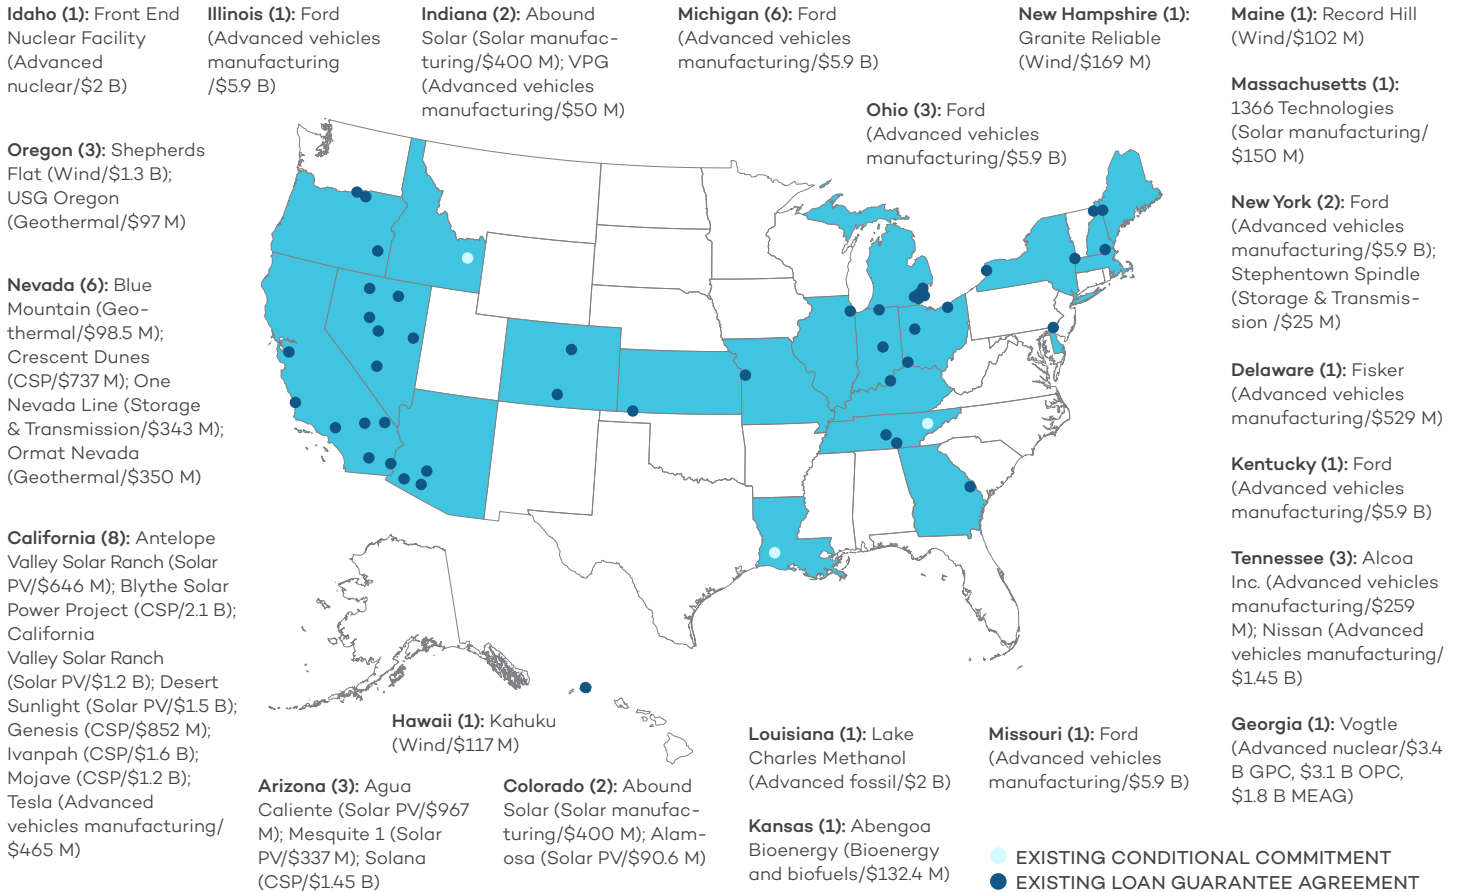 Idaho (1): Front End
Nuclear Facility
(Advanced
nuclear/$2 B)
Illinois (1): Ford
(Advanced vehicles
manufacturing
/$5.9 B)
Indiana (2): Abound
Solar (Solar manufac-
turing/$400 M); VPG
(Advanced vehicles
manufacturing/$50 M)
Michigan (6): Ford
(Advanced vehicles
manufacturing/$5.9 B)
New Hampshire (1):
Granite Reliable
(Wind/$169 M)
Maine (1): Record Hill
(Wind/$102 M)
Massachusetts (1):
1366 Technologies
(Solar manufacturing/
$150 M)
Ohio (3): Ford
(Advanced vehicles
manufacturing/$5.9 B)
Oregon (3): Shepherds
Flat (Wind/$1.3 B);
USG Oregon
(Geothermal/$97 M)
New York (2): Ford
(Advanced vehicles
manufacturing/$5.9 B);
Stephentown Spindle
(Storage & Transmis-
sion /$25 M)
Nevada (6): Blue
Mountain (Geo-
thermal/$98.5 M);
Crescent Dunes
(CSP/$737 M); One
Nevada Line (Storage
& Transmission/$343 M);
Ormat Nevada
(Geothermal/$350 M)
Delaware (1): Fisker
(Advanced vehicles
manufacturing/$529 M)
Kentucky (1): Ford
(Advanced vehicles
manufacturing/$5.9 B)
California (8): Antelope
Valley Solar Ranch (Solar
PV/$646 M); Blythe Solar
Power Project (CSP/2.1 B);
California
Valley Solar Ranch
(Solar PV/$1.2 B); Desert
Sunlight (Solar PV/$1.5 B);
Genesis (CSP/$852 M);
Ivanpah (CSP/$1.6 B);
Mojave (CSP/$1.2 B);
Tesla (Advanced
vehicles manufacturing/
$465 M)
Tennessee (3): Alcoa
Inc. (Advanced vehicles
manufacturing/$259
M); Nissan (Advanced
vehicles manufacturing/
$1.45 B)
Georgia (1): Vogtle
(Advanced nuclear/$3.4
B GPC, $3.1 B OPC,
$1.8 B MEAG)
Hawaii (1): Kahuku
(Wind/$117 M)
Arizona (3): Agua
Caliente (Solar PV/$967
M); Mesquite 1 (Solar
PV/$337 M); Solana
(CSP/$1.45 B)
Colorado (2): Abound
Solar (Solar manufac-
turing/$400 M); Alam-
osa (Solar PV/$90.6 M)
Louisiana (1): Lake
Charles Methanol
(Advanced fossil/$2 B)
Missouri (1): Ford
(Advanced vehicles
manufacturing/$5.9 B)
Kansas (1): Abengoa
Bioenergy (Bioenergy
and biofuels/$132.4 M)
EXISTING CONDITIONAL COMMITMENT
EXISTING LOAN GUARANTEE AGREEMENT